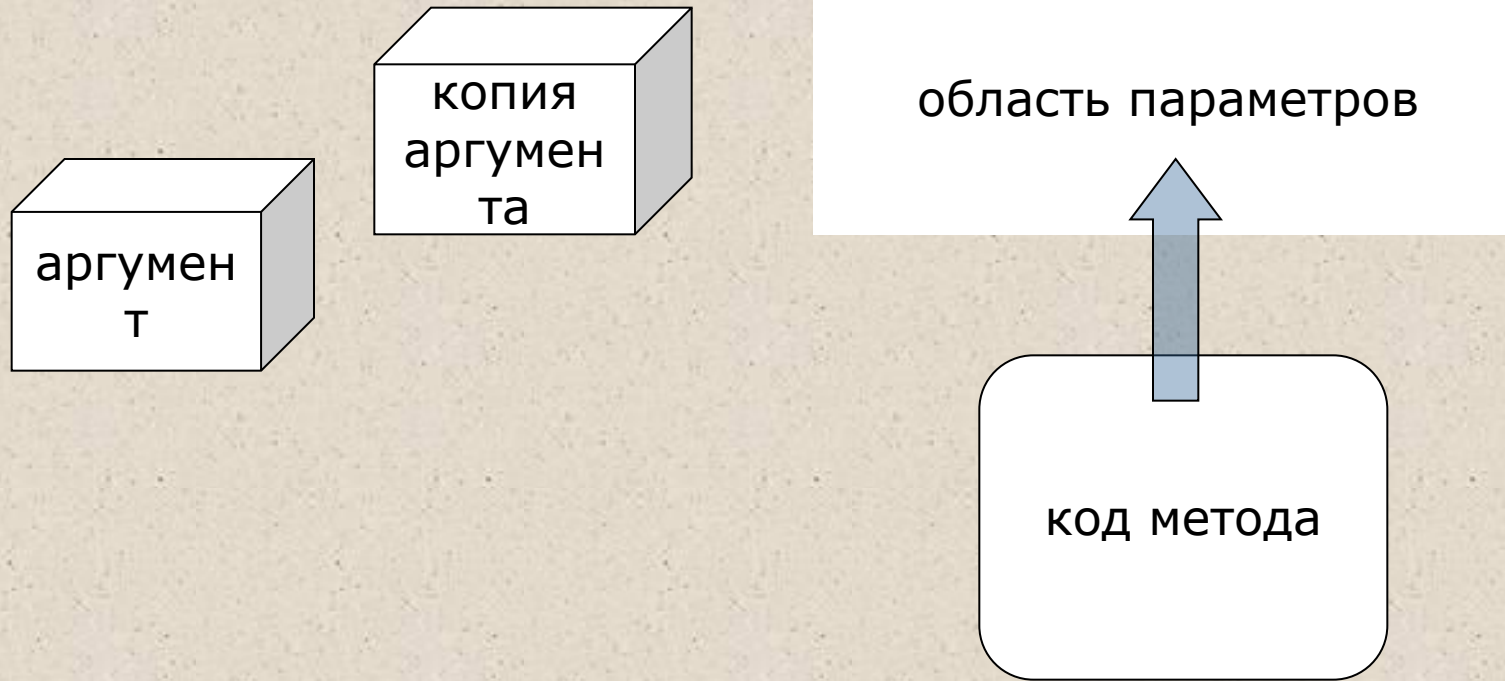 аргумен
т
копия
аргумен
та
область параметров
код метода